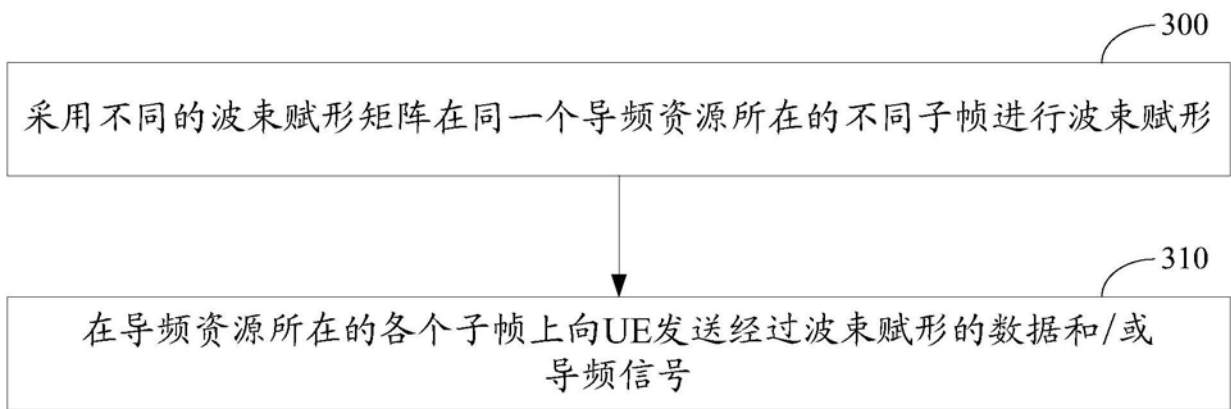 300
采用不同的波束赋形矩阵在同一个导频资源所在的不同子帧进行波束赋形
310
在导频资源所在的各个子帧上向UE发送经过波束赋形的数据和/或
导频信号